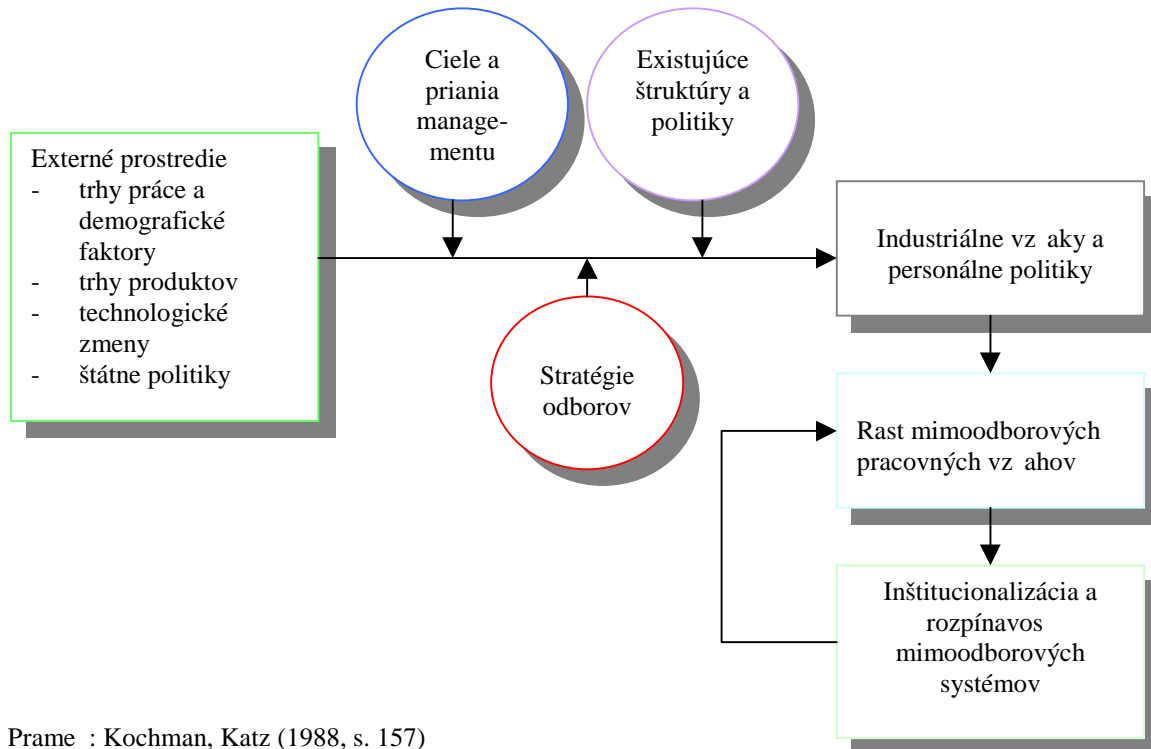 Ciele a
priania
manage-
mentu
Existujúce
štruktúry a
politiky
Externé prostredie
- trhy práce a
demografické
faktory
- trhy produktov
- technologické
zmeny
- štátne politiky
Industriálne vz aky a
personálne politiky
Stratégie
odborov
Rast mimoodborových
pracovných vz ahov
Inštitucionalizácia a
rozpínavos
mimoodborových
systémov
Prame : Kochman, Katz (1988, s. 157)